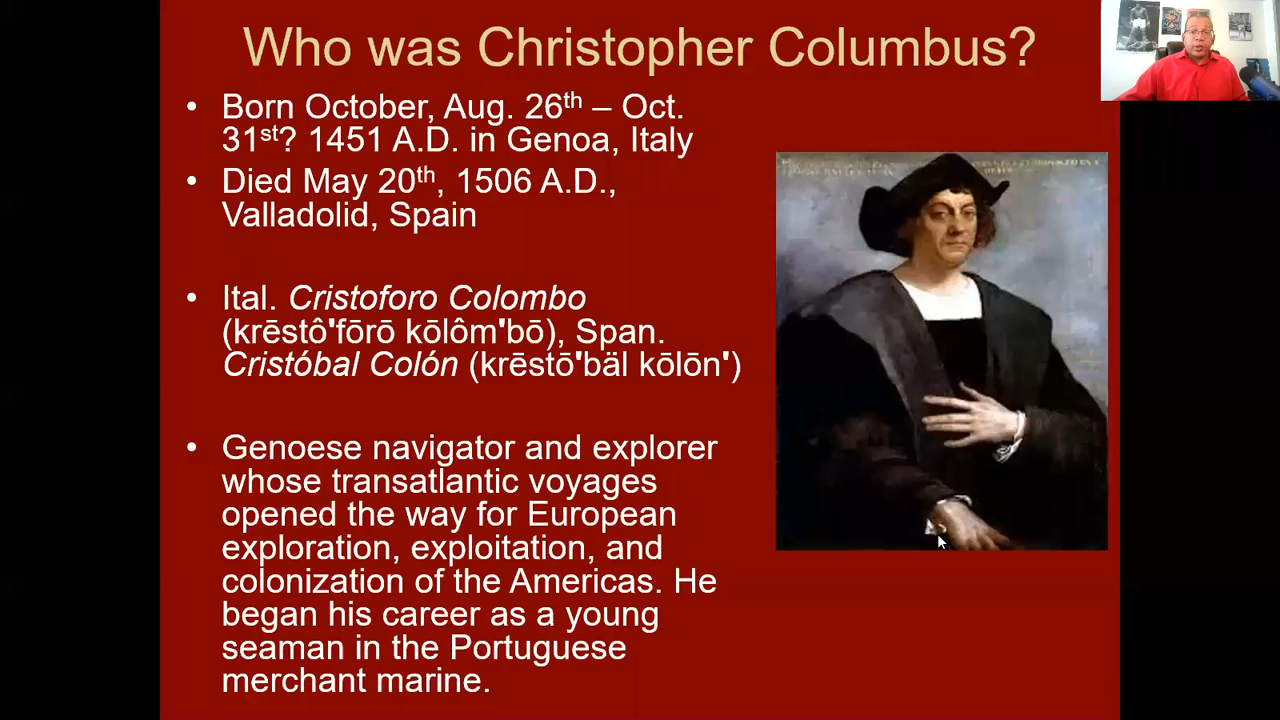 Who was Christopher Columbus?
• Born October, Aug. 26th – Oct.
31st? 1451 A.D. in Genoa, Italy
• Died May 20th, 1506 A.D.,
Valladolid, Spain
• Ital. Cristoforo Colombo
(krēstô'fōrō kōlôm'bō), Span.
Cristóbal Colón (krēstō'bäl kōlōn')
• Genoese navigator and explorer
whose transatlantic voyages
opened the way for European
exploration, exploitation, and
colonization of the Americas. He
began his career as a young
seaman in the Portuguese
merchant marine.